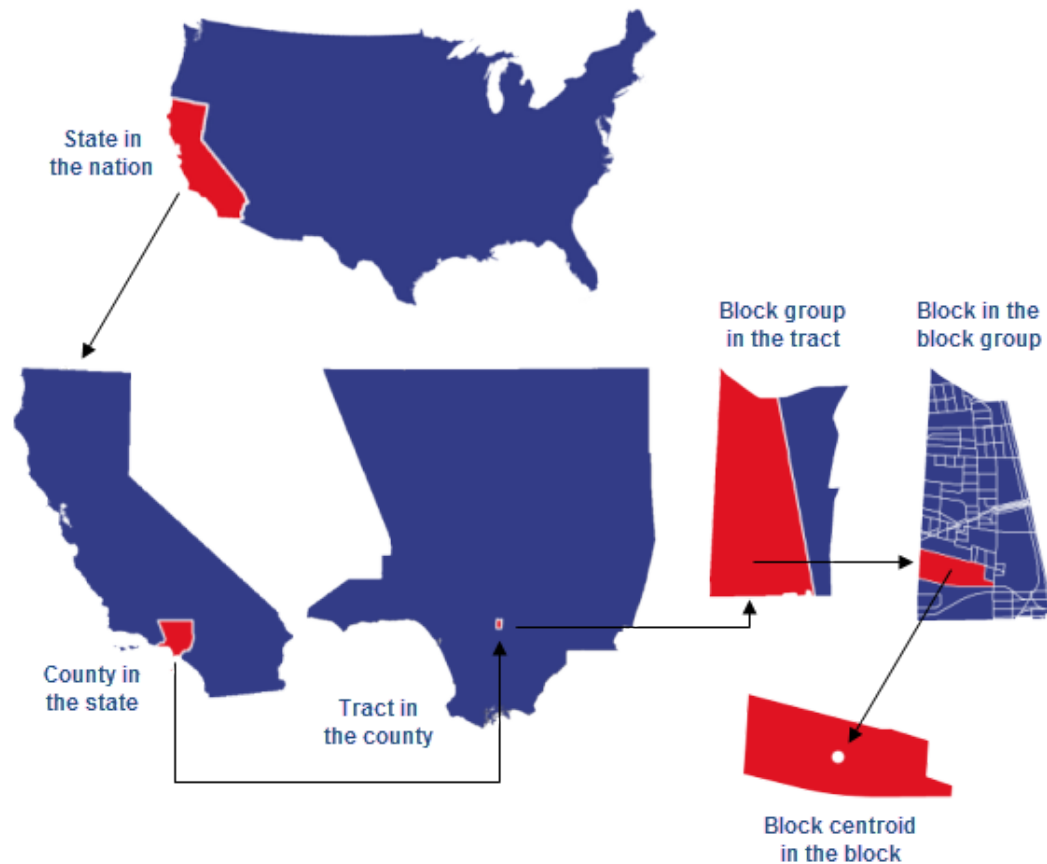 State in
the nation
Block group
in the tract
Block in the
block group
County in
the state
Tract in
the county
Block centroid
in the block